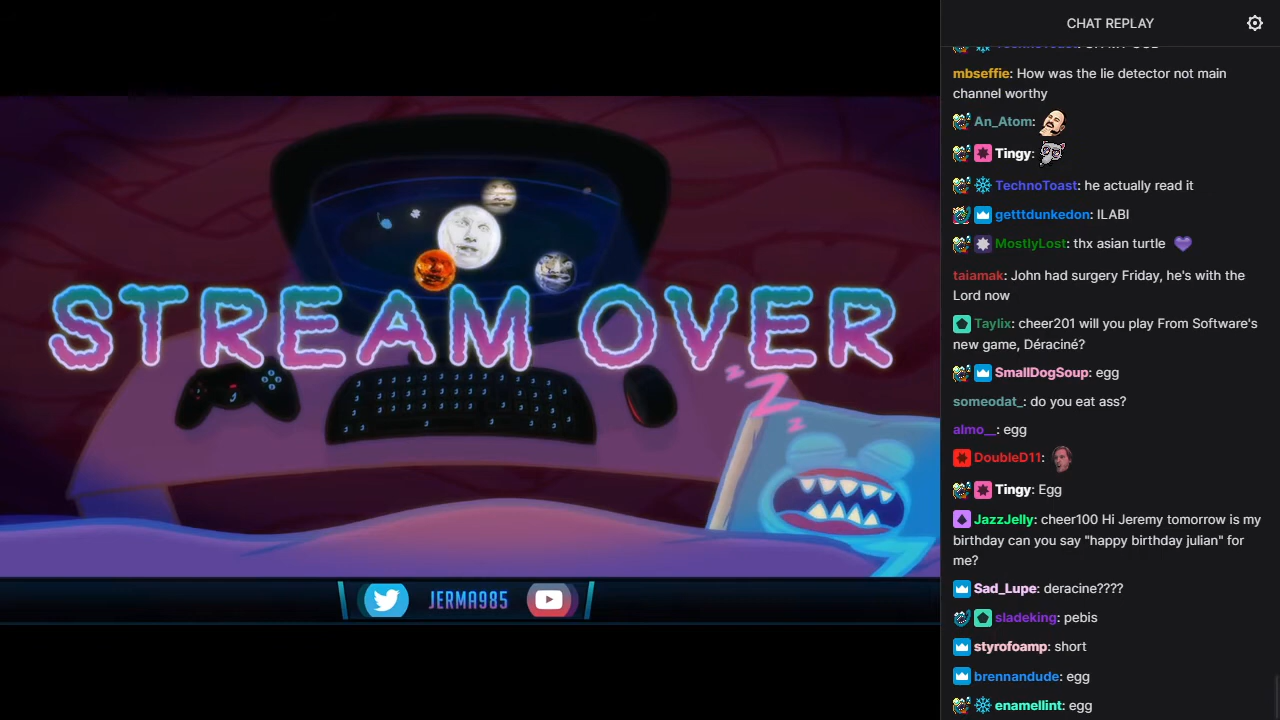 STREAM OVER
z
Z
z
JERMA985
CHAT REPLAY
mbseffie: How was the lie detector not main
channel worthy
An_Atom:
Tingy:
TechnoToast: he actually read it
getttdunkedon: ILABI
MostlyLost: thx asian turtle
taiamak: John had surgery Friday, he's with the
Lord now
Taylix: cheer201 will you play From Software's
new game, Déraciné?
SmallDogSoup: egg
someodat_: do you eat ass?
almo__: egg
DoubleD11:
Tingy: Egg
JazzJelly: cheer100 Hi Jeremy tomorrow is my
birthday can you say "happy birthday julian" for
me?
Sad_Lupe: deracine????
sladeking: pebis
styrofoamp: short
brennandude: egg
enamellint: egg